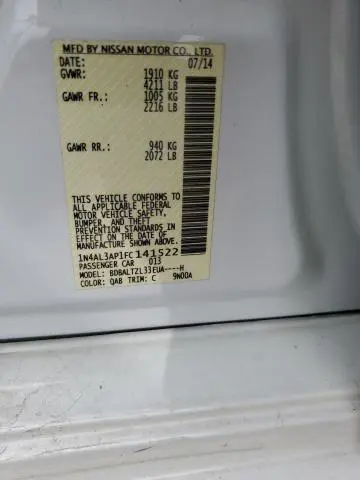 MFD BY NISSAN MOTOR CO., LTD.
DATE: 07/14
GVWR: 1910 KG
4211 LB
GAWR FR.: 1005 KG
2216 LB
GAWR RR.: 940 KG
2072 LB
THIS VEHICLE CONFORMS TO
ALL APPLICABLE FEDERAL
MOTOR VEHICLE SAFETY,
BUMPER, AND THEFT
PREVENTION STANDARDS
IN EFFECT ON THE DATE OF
MANUFACTURE SHOWN ABOVE.
1N4AL3AP1FC141522
PASSENGER CAR 013
MODEL: BDBALTZL33EUA----H
COLOR: QAB TRIM: C 9N00A